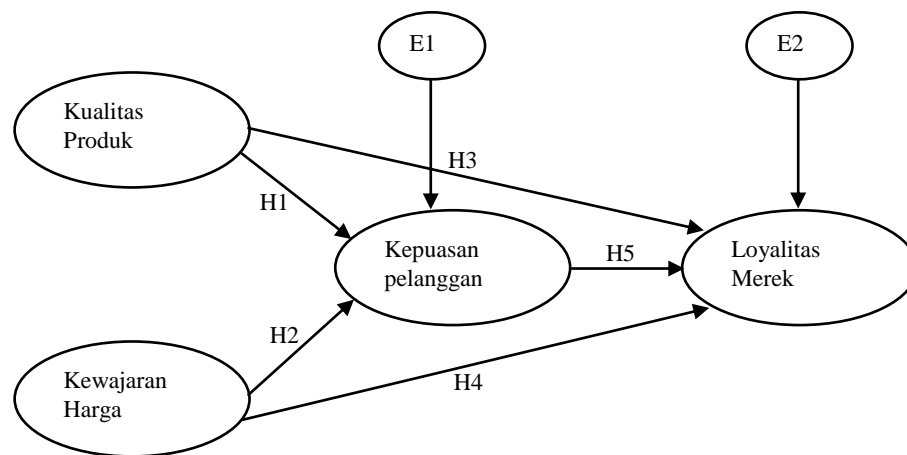 E1
E2
Kualitas
Produk
H3
H1
Kepuasan
pelanggan
H5
Loyalitas
Merek
H2
Kewajaran
Harga
H4